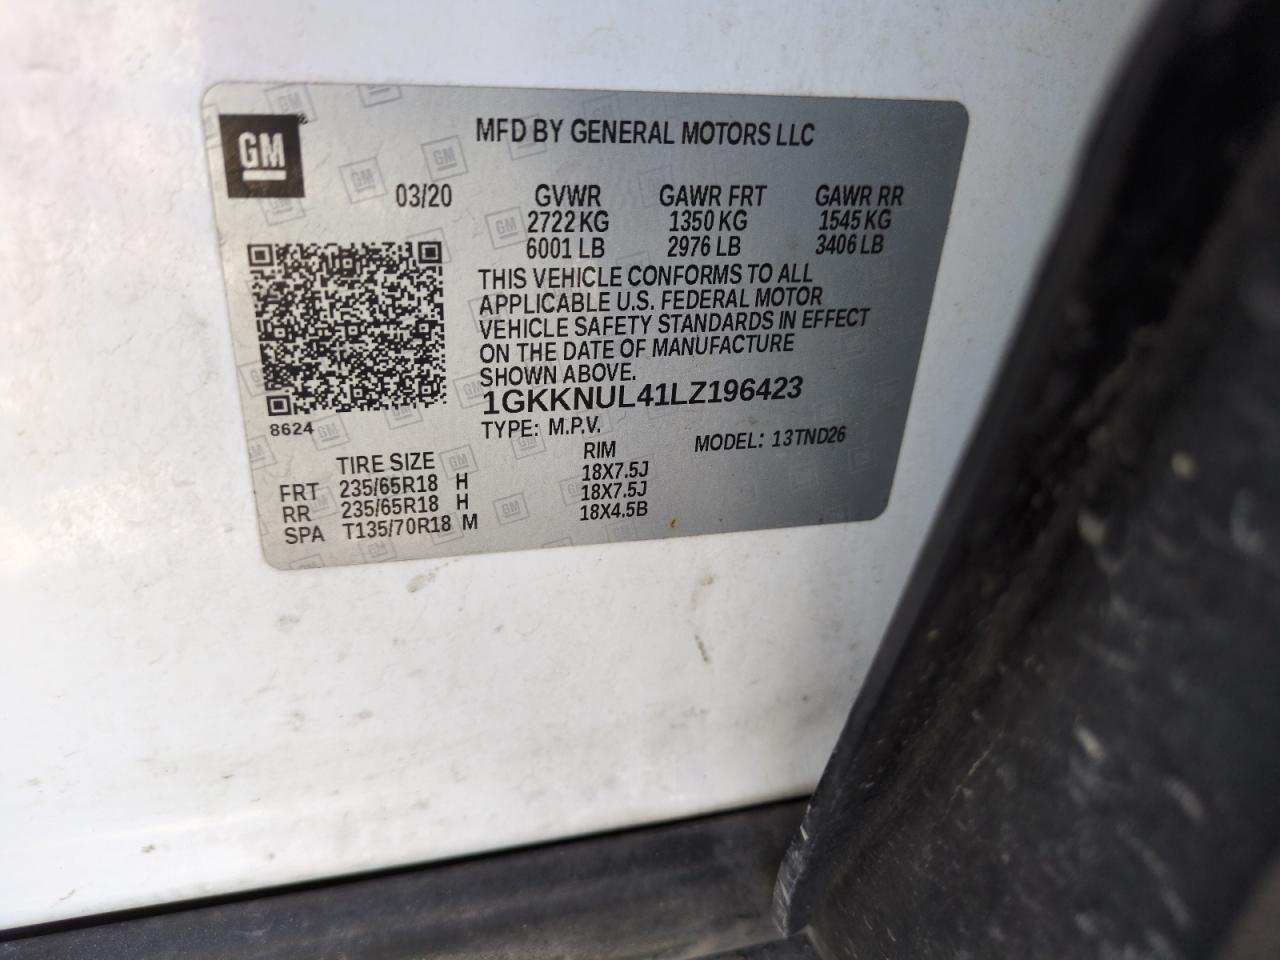 GM
MFD BY GENERAL MOTORS LLC
03/20 GVWR GAWR FRT GAWR RR
2722 KG 1350 KG 1545 KG
6001 LB 2976 LB 3406 LB
THIS VEHICLE CONFORMS TO ALL
APPLICABLE U.S. FEDERAL MOTOR
VEHICLE SAFETY STANDARDS IN EFFECT
ON THE DATE OF MANUFACTURE
SHOWN ABOVE.
1GKKNUL41LZ196423
8624
TYPE: M.P.V. MODEL: 13TND26
TIRE SIZE RIM
FRT 235/65R18 H 18X7.5J
RR 235/65R18 H 18X7.5J
SPA T135/70R18 M 18X4.5B